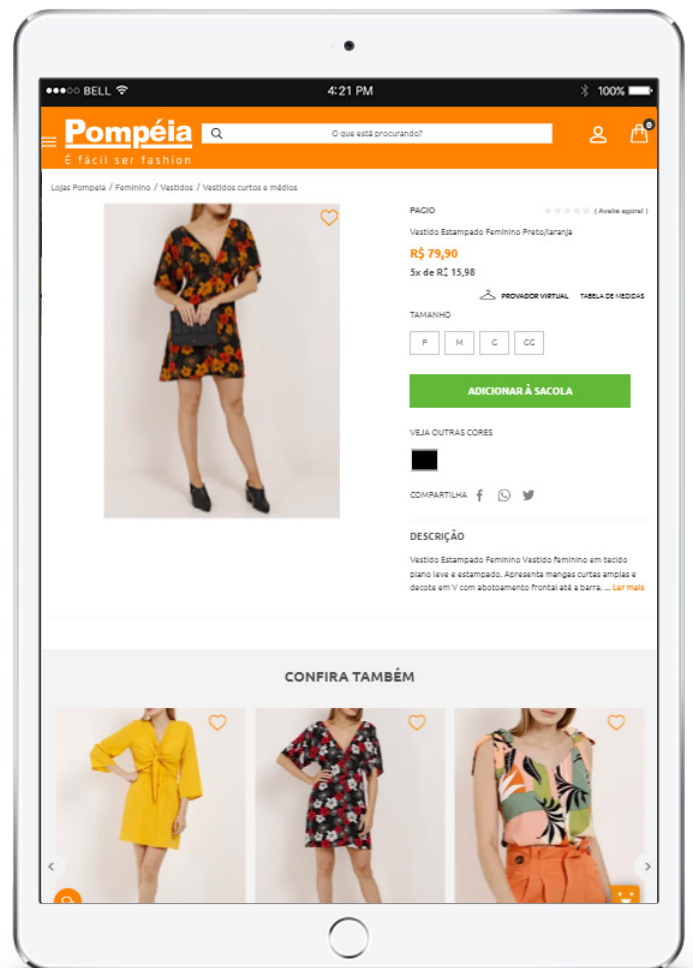 BELL
4:21 PM
100%
Pompéia
É fácil ser fashion
O que está procurando?
0
Lojas Pompeia / Feminino / Vestidos / Vestidos curtos e médios
PAGIO
( Avalie agora! )
Vestido Estampado Feminino Preto/laranja
R$ 79,90
5x de R$ 15,98
PROVADOR VIRTUAL
TABELA DE MEDIDAS
TAMANHO
P M G GG
ADICIONAR À SACOLA
VEJA OUTRAS CORES
COMPARTILHA
DESCRIÇÃO
Vestido Estampado Feminino Vestido feminino em tecido
plano leve e estampado. Apresenta mangas curtas amplas e
decote em V com abotoamento frontal até a barra. ... Ler mais
CONFIRA TAMBÉM